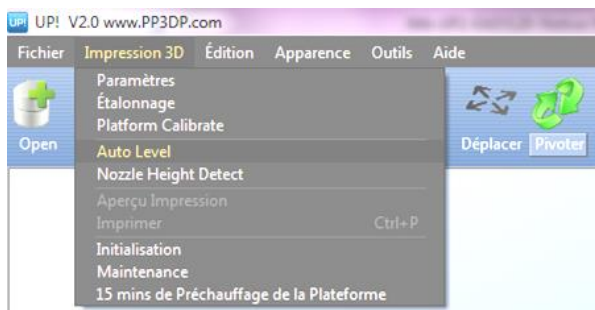 UP! UP! V2.0 www.PP3DP.com
Fichier Impression 3D Édition Apparence Outils Aide
Paramètres
Étalonnage
Platform Calibrate
Open Auto Level Déplacer Pivoter
Nozzle Height Detect
Aperçu Impression
Imprimer Ctrl+P
Initialisation
Maintenance
15 mins de Préchauffage de la Plateforme